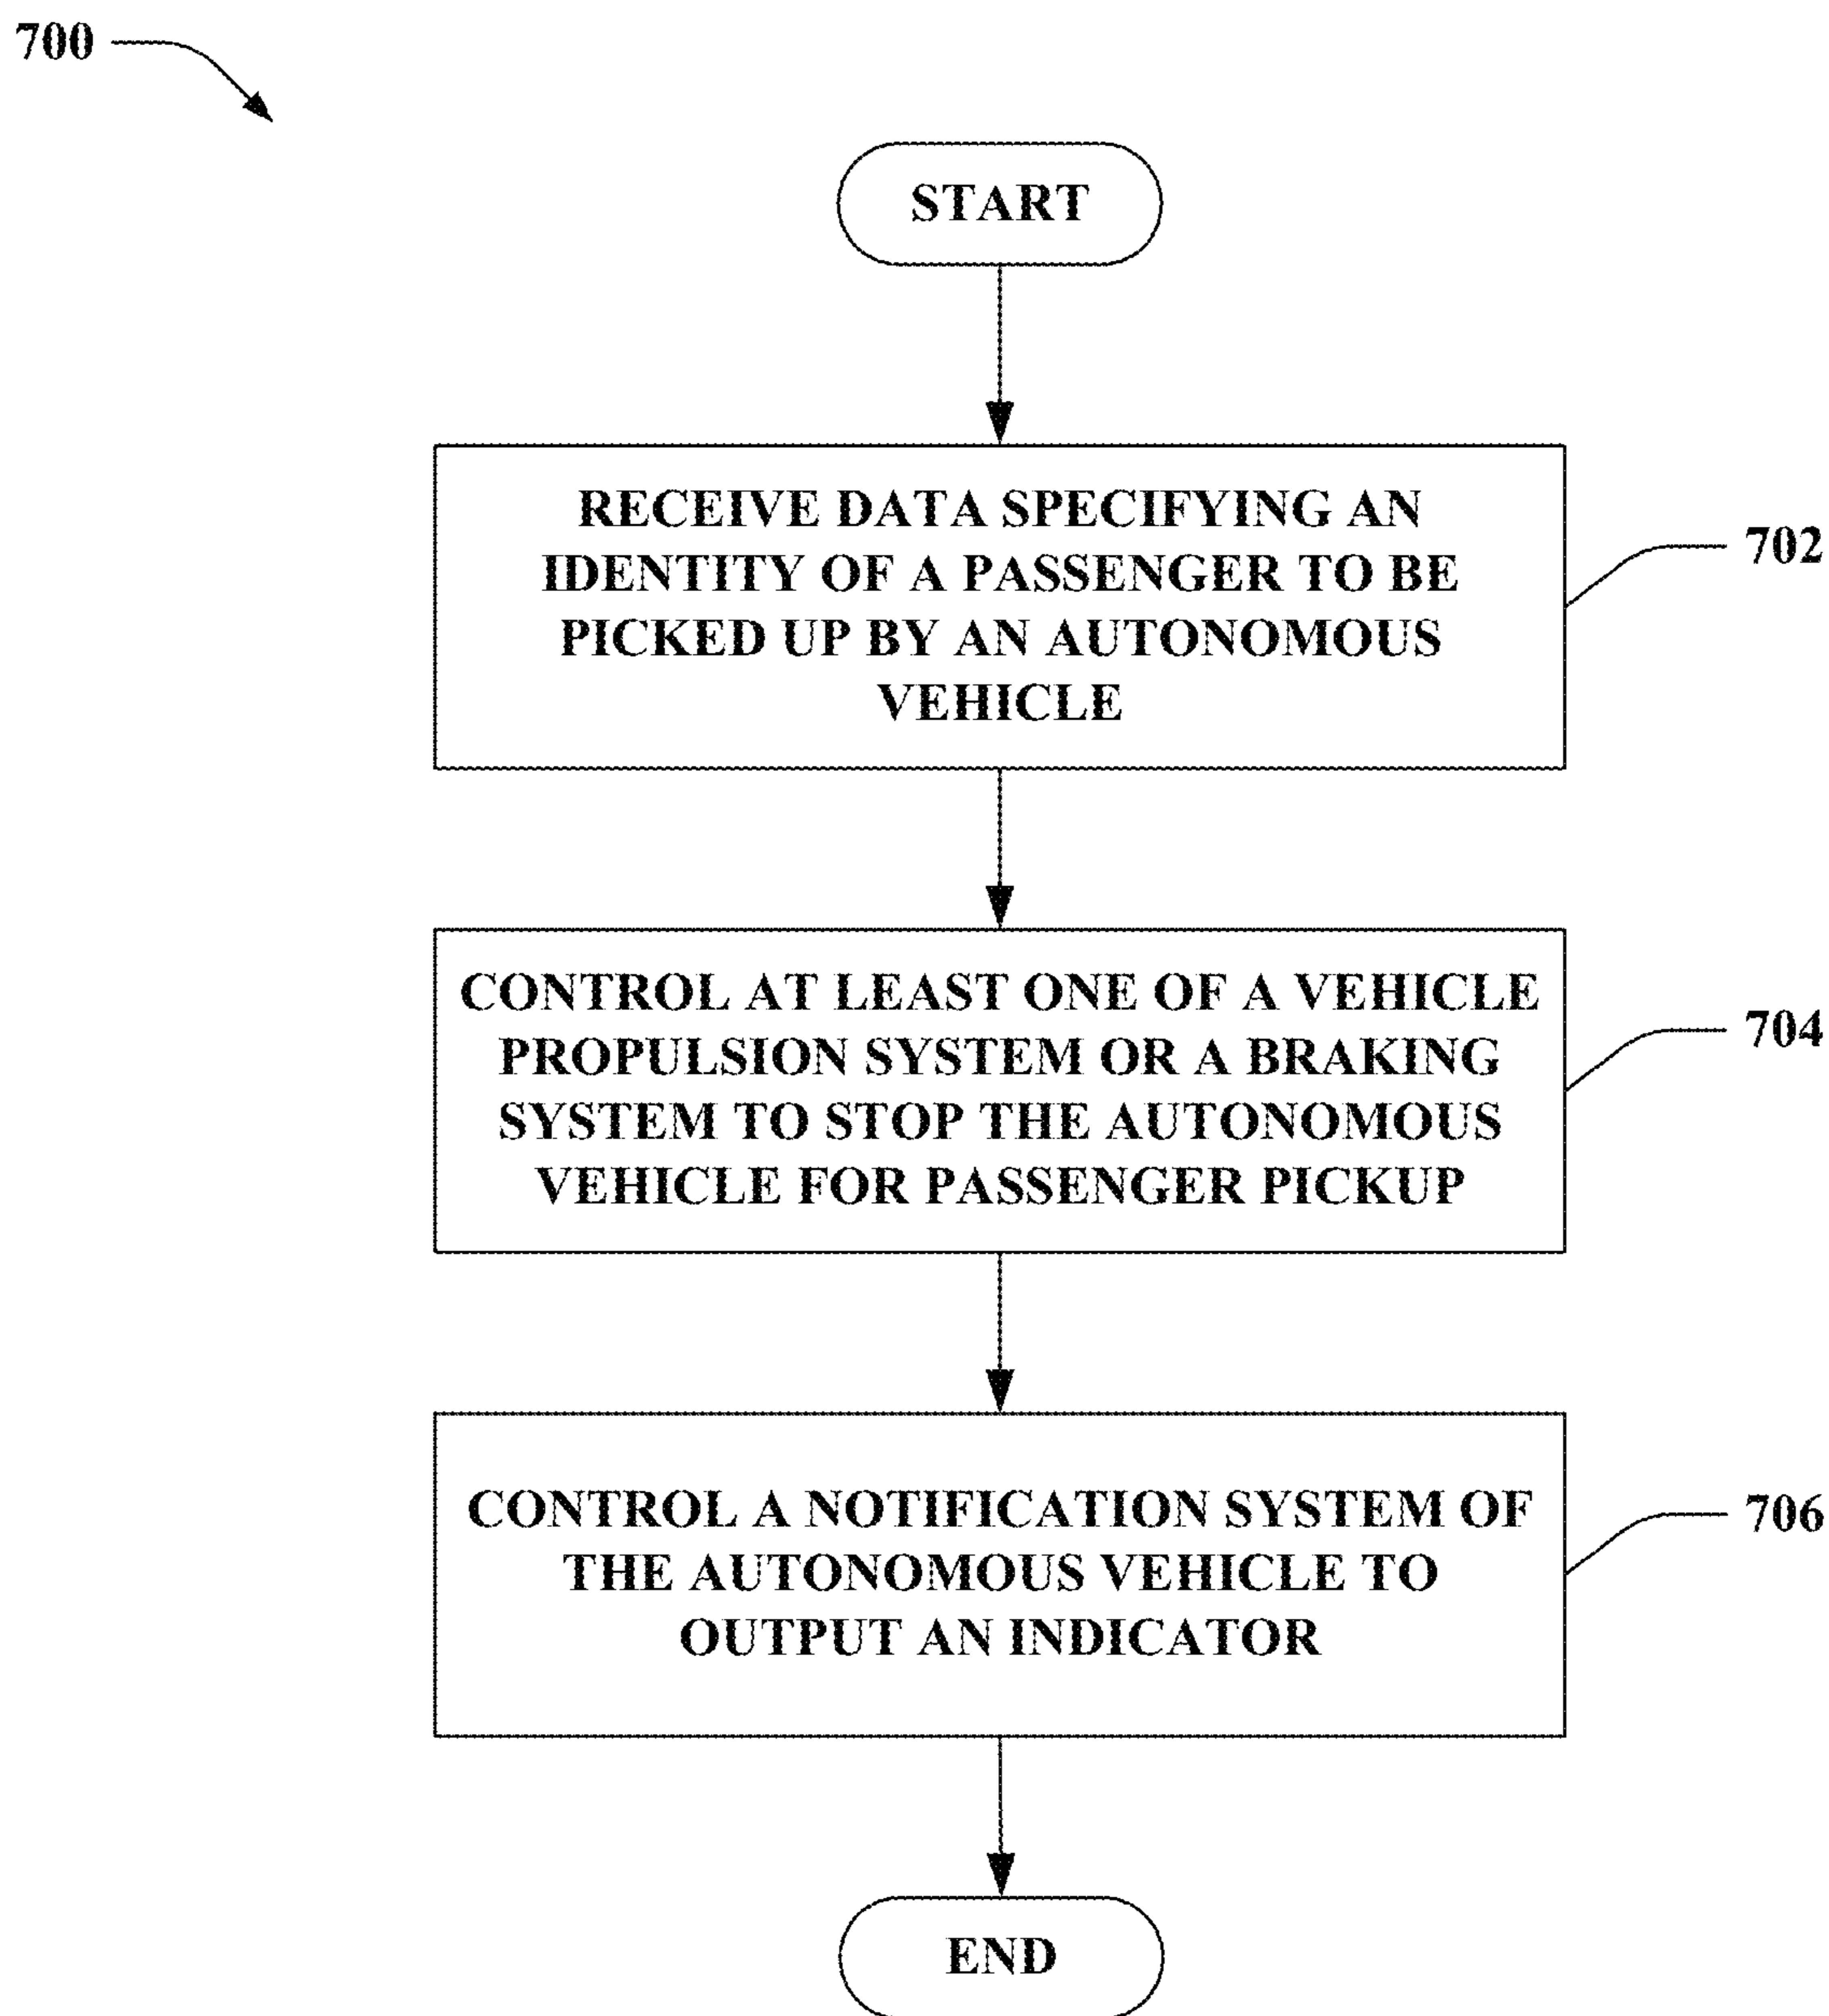 700
START
RECEIVE DATA SPECIFYING AN
IDENTITY OF A PASSENGER TO BE
PICKED UP BY AN AUTONOMOUS
VEHICLE
702
CONTROL AT LEAST ONE OF A VEHICLE
PROPULSION SYSTEM OR A BRAKING
SYSTEM TO STOP THE AUTONOMOUS
VEHICLE FOR PASSENGER PICKUP
704
CONTROL A NOTIFICATION SYSTEM OF
THE AUTONOMOUS VEHICLE TO
OUTPUT AN INDICATOR
706
END